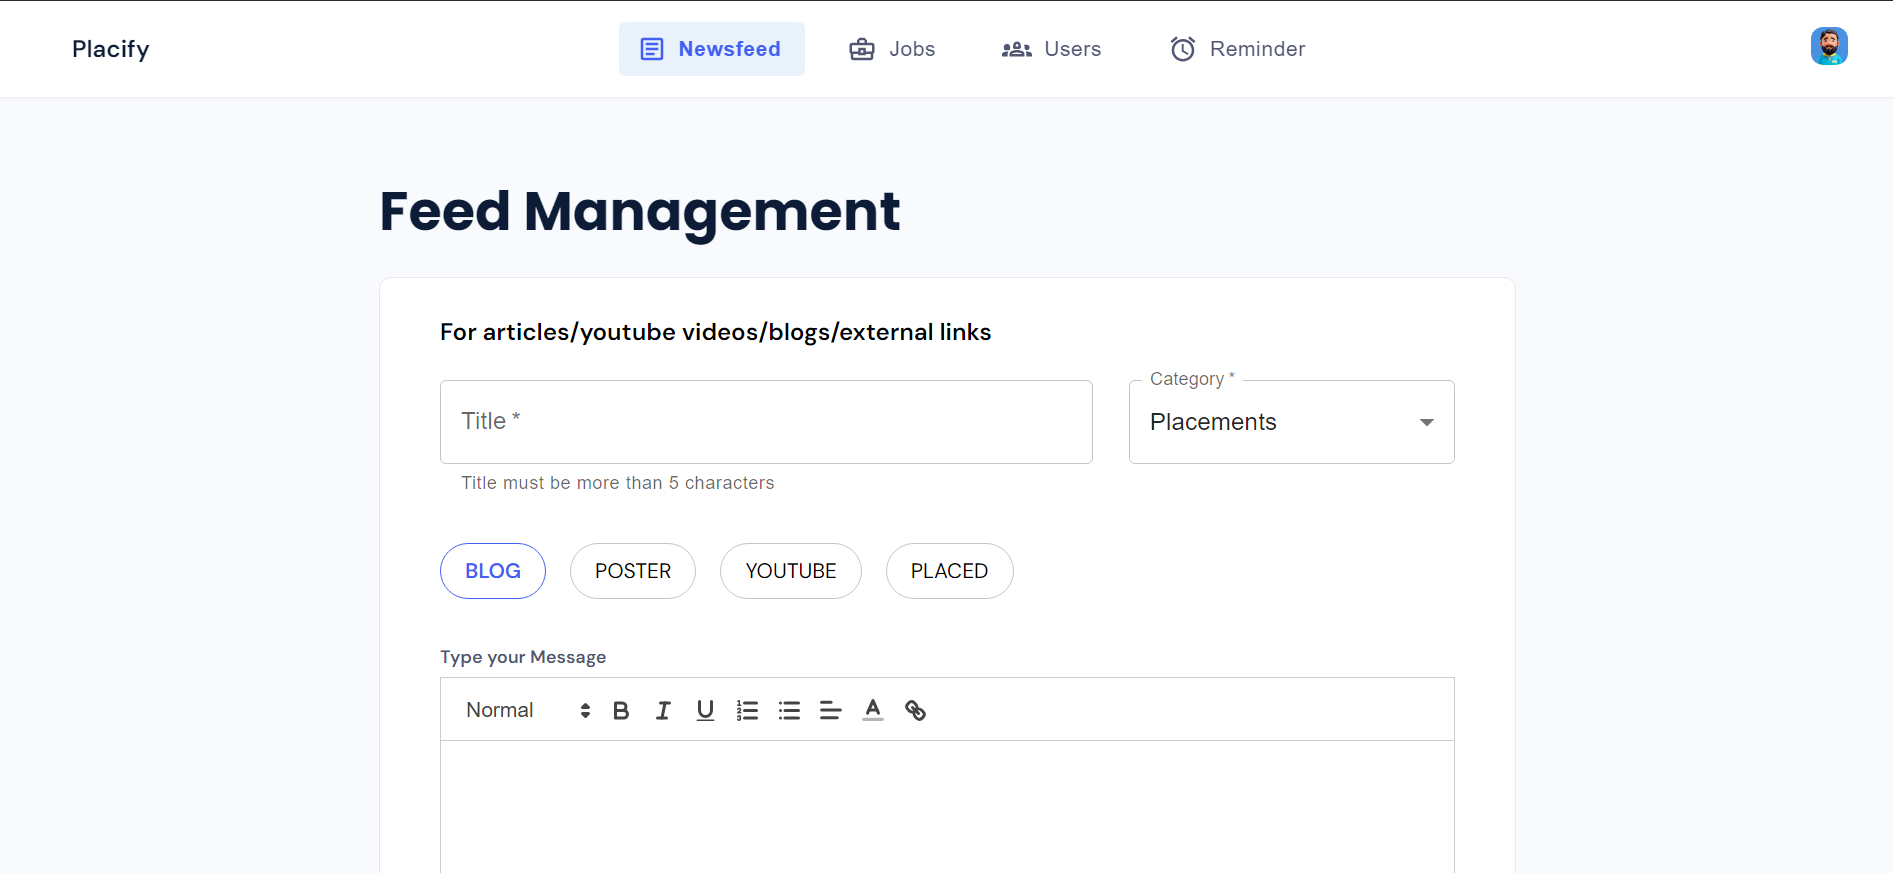 Placify
Newsfeed
Jobs
Users
Reminder
Feed Management
For articles/youtube videos/blogs/external links
Title *
Category *
Placements
Title must be more than 5 characters
BLOG
POSTER
YOUTUBE
PLACED
Type your Message
Normal